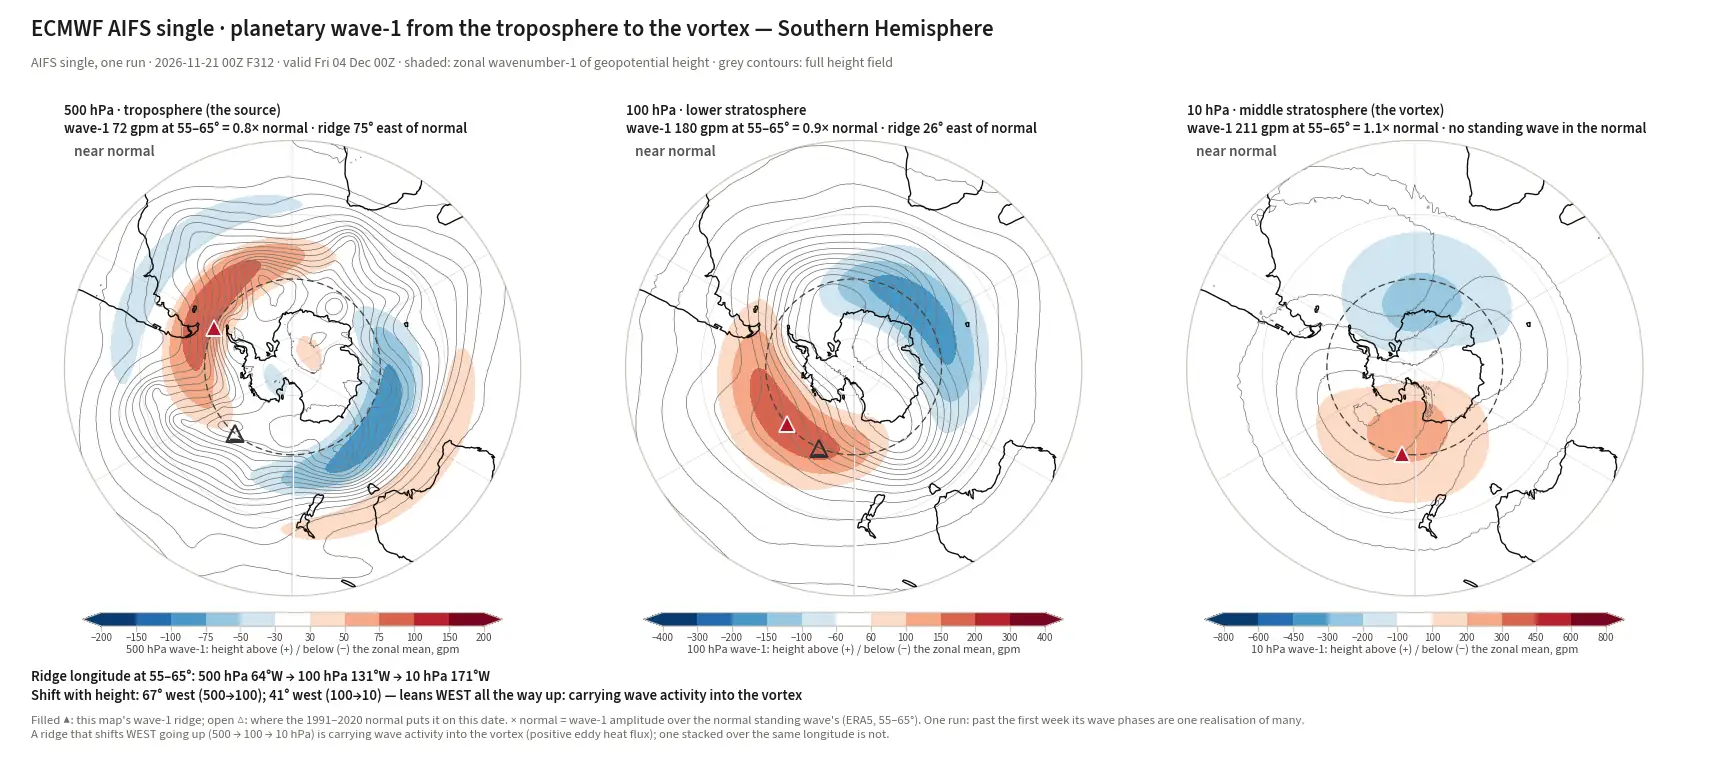 ECMWF AIFS single · planetary wave-1 from the troposphere to the vortex — Southern Hemisphere
AIFS single, one run · 2026-11-21 00Z F312 · valid Fri 04 Dec 00Z · shaded: zonal wavenumber-1 of geopotential height · grey contours: full height field
500 hPa · troposphere (the source)
wave-1 72 gpm at 55–65° = 0.8× normal · ridge 75° east of normal
near normal
100 hPa · lower stratosphere
wave-1 180 gpm at 55–65° = 0.9× normal · ridge 26° east of normal
near normal
10 hPa · middle stratosphere (the vortex)
wave-1 211 gpm at 55–65° = 1.1× normal · no standing wave in the normal
near normal
−200 −150 −100 −75 −50 −30 30 50 75 100 150 200
500 hPa wave-1: height above (+) / below (−) the zonal mean, gpm
−400 −300 −200 −150 −100 −60 60 100 150 200 300 400
100 hPa wave-1: height above (+) / below (−) the zonal mean, gpm
−800 −600 −450 −300 −200 −100 100 200 300 450 600 800
10 hPa wave-1: height above (+) / below (−) the zonal mean, gpm
Ridge longitude at 55–65°: 500 hPa 64°W → 100 hPa 131°W → 10 hPa 171°W
Shift with height: 67° west (500→100); 41° west (100→10) — leans WEST all the way up: carrying wave activity into the vortex
Filled ▲: this map's wave-1 ridge; open △: where the 1991–2020 normal puts it on this date. × normal = wave-1 amplitude over the normal standing wave's (ERA5, 55–65°). One run: past the first week its wave phases are one realisation of many.
A ridge that shifts WEST going up (500 → 100 → 10 hPa) is carrying wave activity into the vortex (positive eddy heat flux); one stacked over the same longitude is not.